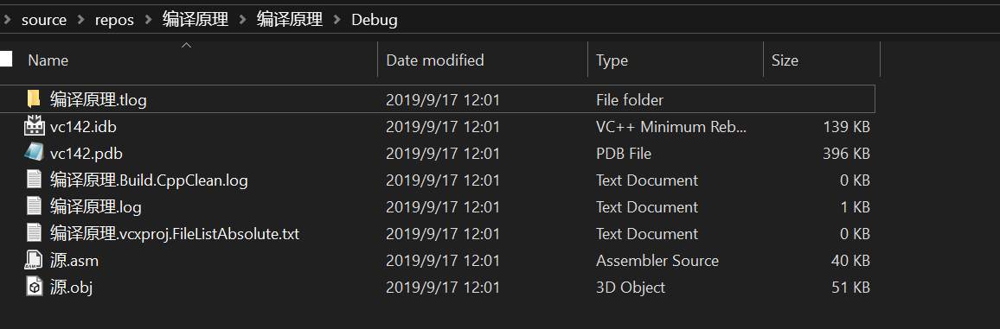 source > repos > 编译原理 > 编译原理 > Debug
Name Date modified Type Size
编译原理.tlog 2019/9/17 12:01 File folder
vc142.idb 2019/9/17 12:01 VC++ Minimum Reb... 139 KB
vc142.pdb 2019/9/17 12:01 PDB File 396 KB
编译原理.Build.CppClean.log 2019/9/17 12:01 Text Document 0 KB
编译原理.log 2019/9/17 12:01 Text Document 1 KB
编译原理.vcxproj.FileListAbsolute.txt 2019/9/17 12:01 Text Document 0 KB
源.asm 2019/9/17 12:01 Assembler Source 40 KB
源.obj 2019/9/17 12:01 3D Object 51 KB